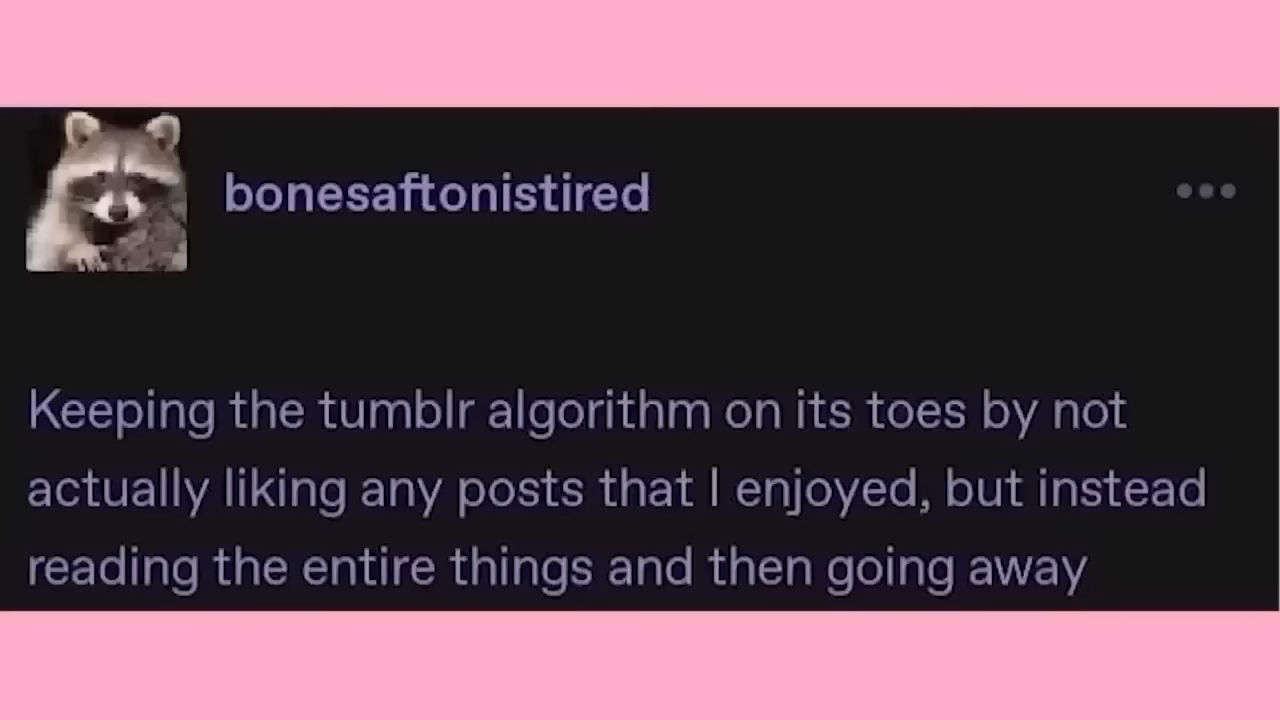 bonesaftonistired
Keeping the tumblr algorithm on its toes by not
actually liking any posts that I enjoyed, but instead
reading the entire things and then going away